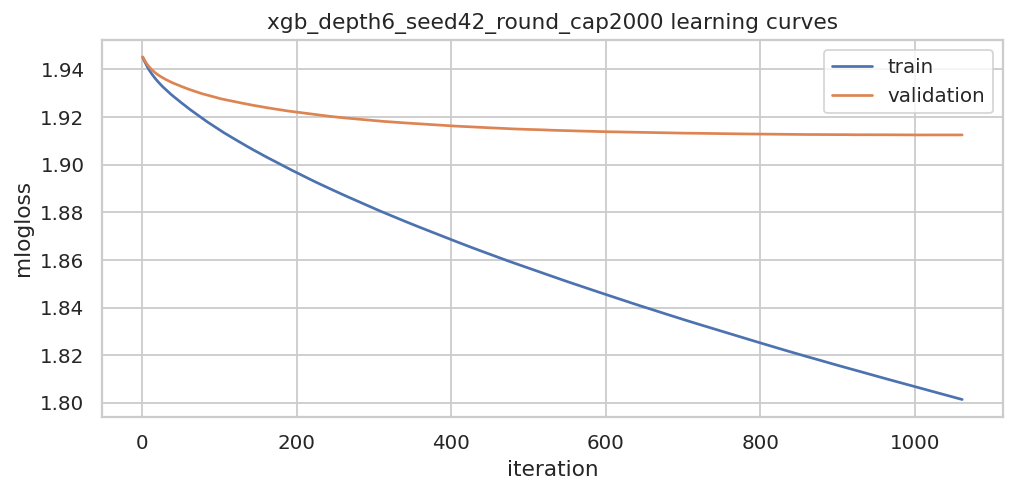 xgb_depth6_seed42_round_cap2000 learning curves
train
validation
mlogloss
1.94
1.92
1.90
1.88
1.86
1.84
1.82
1.80
0 200 400 600 800 1000
iteration